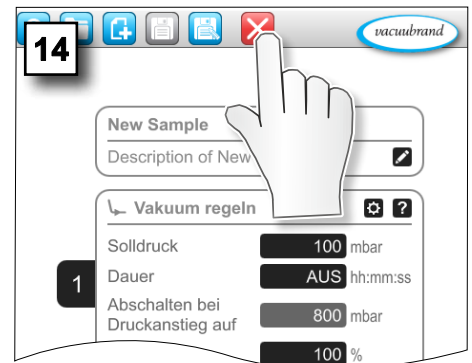 14
vacuubrand
New Sample
Description of New
Vakuum regeln ?
1
Solldruck 100 mbar
Dauer AUS hh:mm:ss
Abschalten bei
Druckanstieg auf 800 mbar
100 %